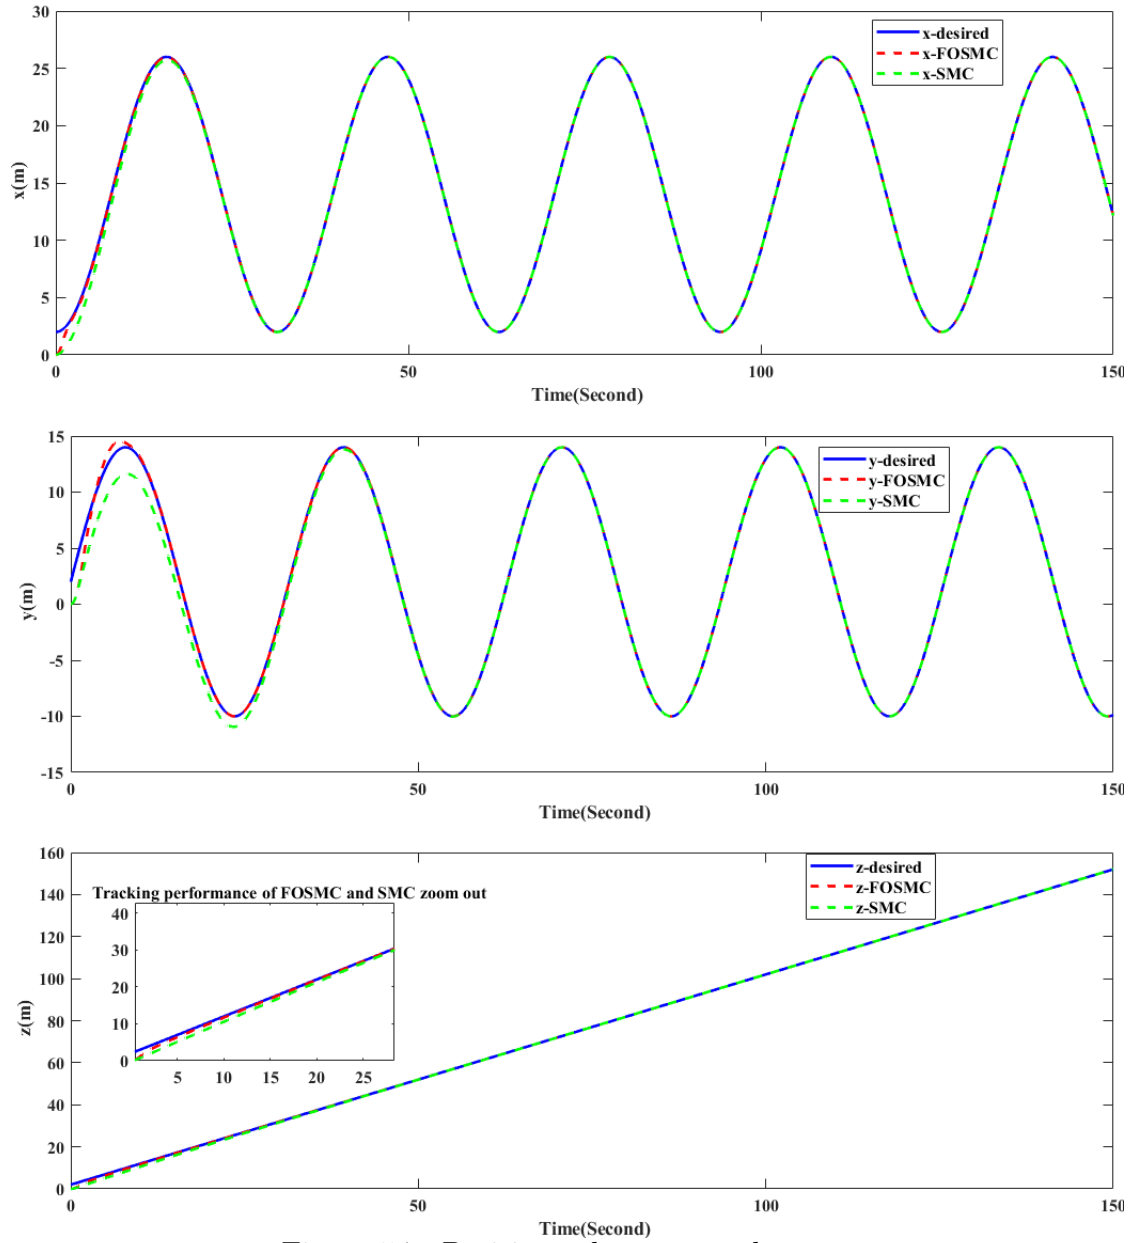 30
25
20
15
10
5
0
x(m)
x-desired
x-FOSMC
x-SMC
0
50
100
150
Time(Second)
15
10
5
0
-5
-10
-15
y(m)
y-desired
y-FOSMC
y-SMC
0
50
100
150
Time(Second)
160
140
120
100
80
60
40
20
0
z(m)
z-desired
z-FOSMC
z-SMC
Tracking performance of FOSMC and SMC zoom out
40
30
20
10
0
5
10
15
20
25
0
50
100
150
Time(Second)